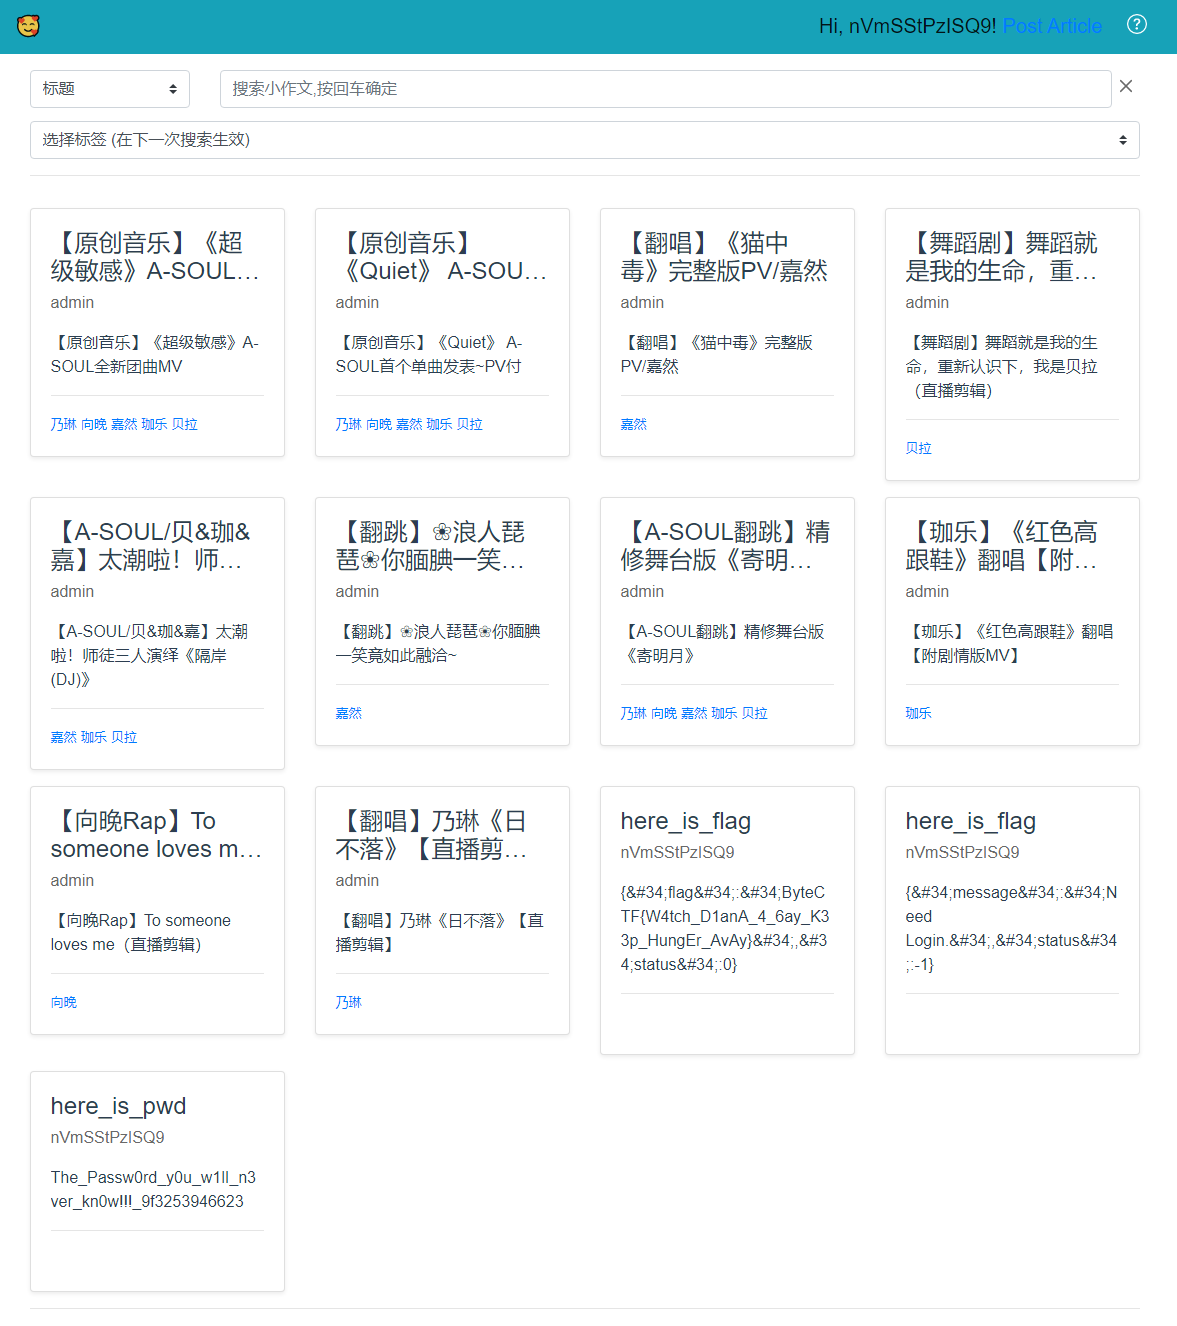 Hi, nVmSStPzISQ9! Post Article
标题
搜索小作文,按回车确定
选择标签 (在下一次搜索生效)
【原创音乐】《超
级敏感》A-SOUL…
admin
【原创音乐】《超级敏感》A-
SOUL全新团曲MV
乃琳 向晚 嘉然 珈乐 贝拉
【原创音乐】
《Quiet》 A-SOU…
admin
【原创音乐】《Quiet》 A-
SOUL首个单曲发表~PV付
乃琳 向晚 嘉然 珈乐 贝拉
【翻唱】《猫中
毒》完整版PV/嘉然
admin
【翻唱】《猫中毒》完整版
PV/嘉然
嘉然
【舞蹈剧】舞蹈就
是我的生命，重…
admin
【舞蹈剧】舞蹈就是我的生
命，重新认识下，我是贝拉
（直播剪辑）
贝拉
【A-SOUL/贝&珈&
嘉】太潮啦！师…
admin
【A-SOUL/贝&珈&嘉】太潮
啦！师徒三人演绎《隔岸
(DJ)》
嘉然 珈乐 贝拉
【翻跳】❀浪人琵
琶❀你腼腆一笑…
admin
【翻跳】❀浪人琵琶❀你腼腆
一笑竟如此融洽~
嘉然
【A-SOUL翻跳】精
修舞台版《寄明…
admin
【A-SOUL翻跳】精修舞台版
《寄明月》
乃琳 向晚 嘉然 珈乐 贝拉
【珈乐】《红色高
跟鞋》翻唱【附…
admin
【珈乐】《红色高跟鞋》翻唱
【附剧情版MV】
珈乐
【向晚Rap】To
someone loves m…
admin
【向晚Rap】To someone
loves me（直播剪辑）
向晚
【翻唱】乃琳《日
不落》【直播剪…
admin
【翻唱】乃琳《日不落》【直
播剪辑】
乃琳
here_is_flag
nVmSStPzISQ9
{&#34;flag&#34;:&#34;ByteC
TF{W4tch_D1anA_4_6ay_K3
3p_HungEr_AvAy}&#34;,&#3
4;status&#34;:0}
here_is_flag
nVmSStPzISQ9
{&#34;message&#34;:&#34;N
eed
Login.&#34;,&#34;status&#34
;:-1}
here_is_pwd
nVmSStPzISQ9
The_Passw0rd_y0u_w1ll_n3
ver_kn0w!!!_9f3253946623